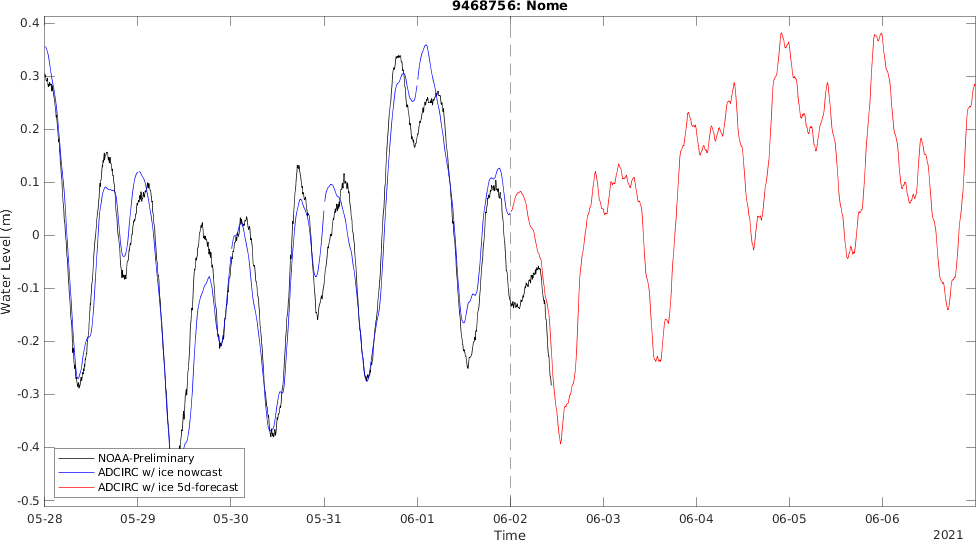 9468756: Nome
Water Level (m)
0.4
0.3
0.2
0.1
0
-0.1
-0.2
-0.3
-0.4
-0.5
NOAA-Preliminary
ADCIRC w/ ice nowcast
ADCIRC w/ ice 5d-forecast
05-28 05-29 05-30 05-31 06-01 06-02 06-03 06-04 06-05 06-06
Time
2021